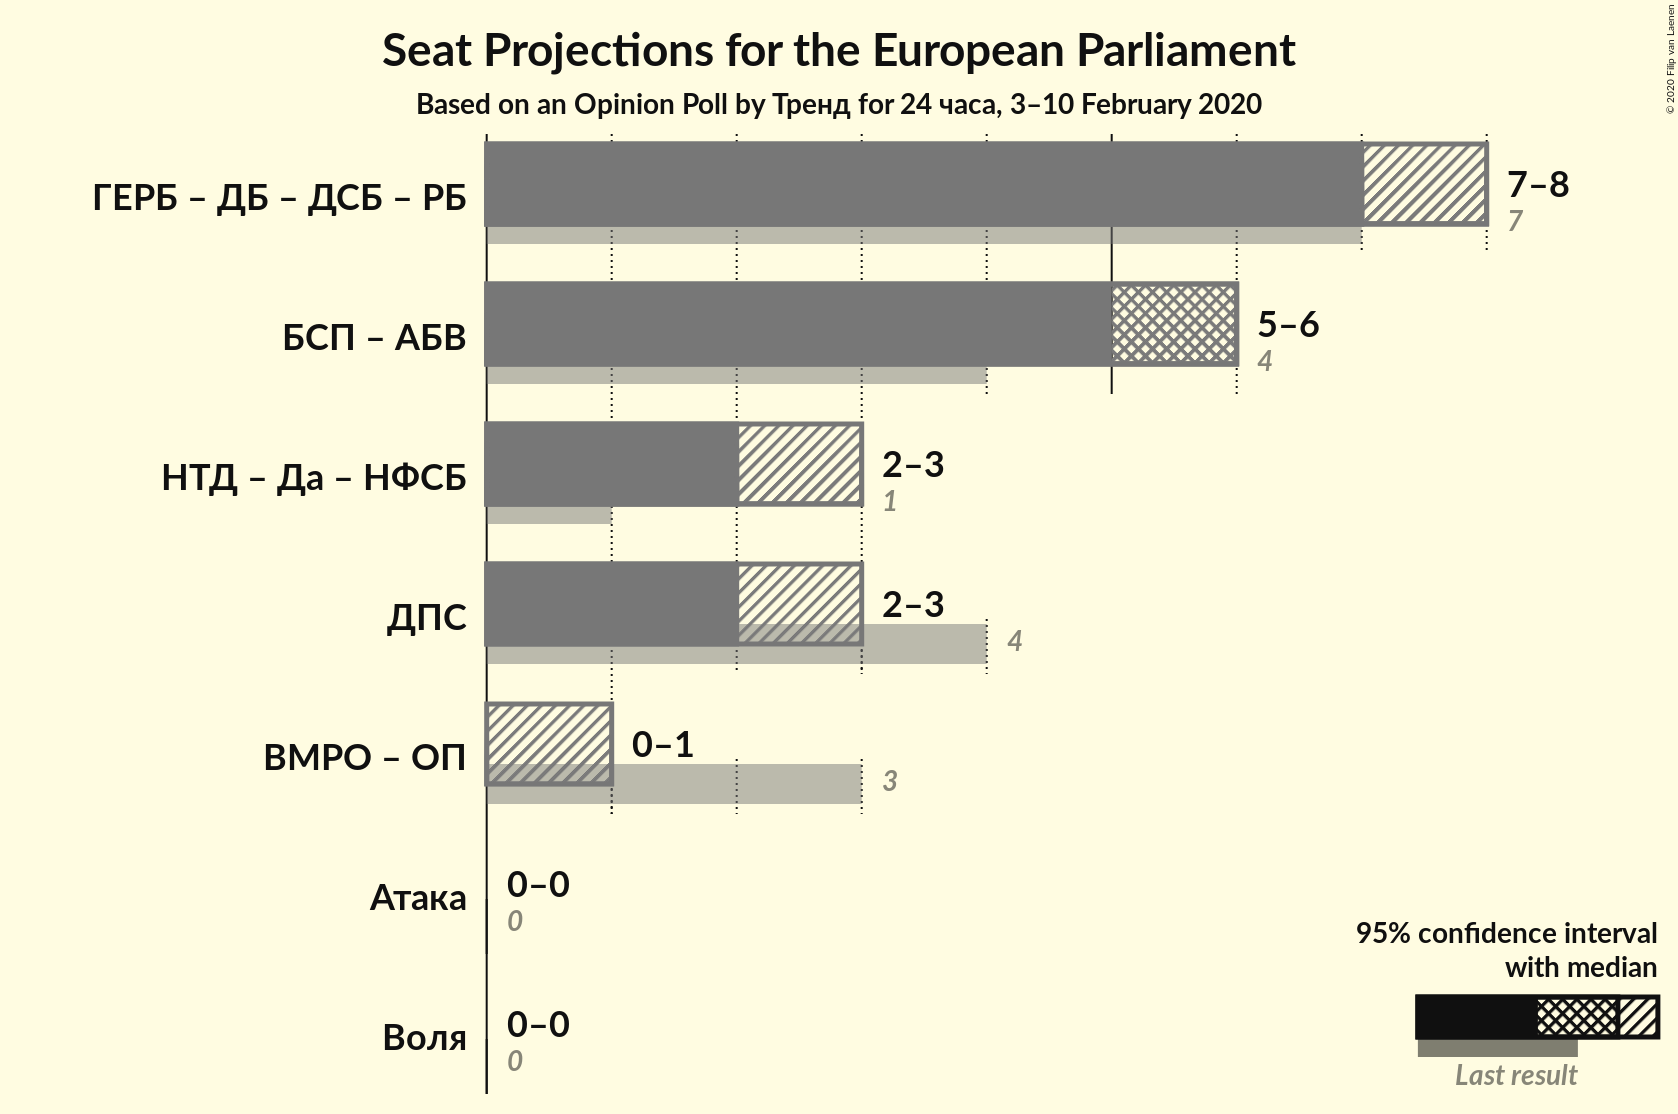 Seat Projections for the European Parliament
Based on an Opinion Poll by Тренд for 24 часа, 3–10 February 2020
© 2020 Filip van Laenen
ГЕРБ – ДБ – ДСБ – РБ
7–8
7
БСП – АБВ
5–6
4
НТД – Да – НФСБ
2–3
1
ДПС
2–3
4
ВМРО – ОП
0–1
3
Атака
0–0
0
Воля
0–0
0
95% confidence interval
with median
Last result